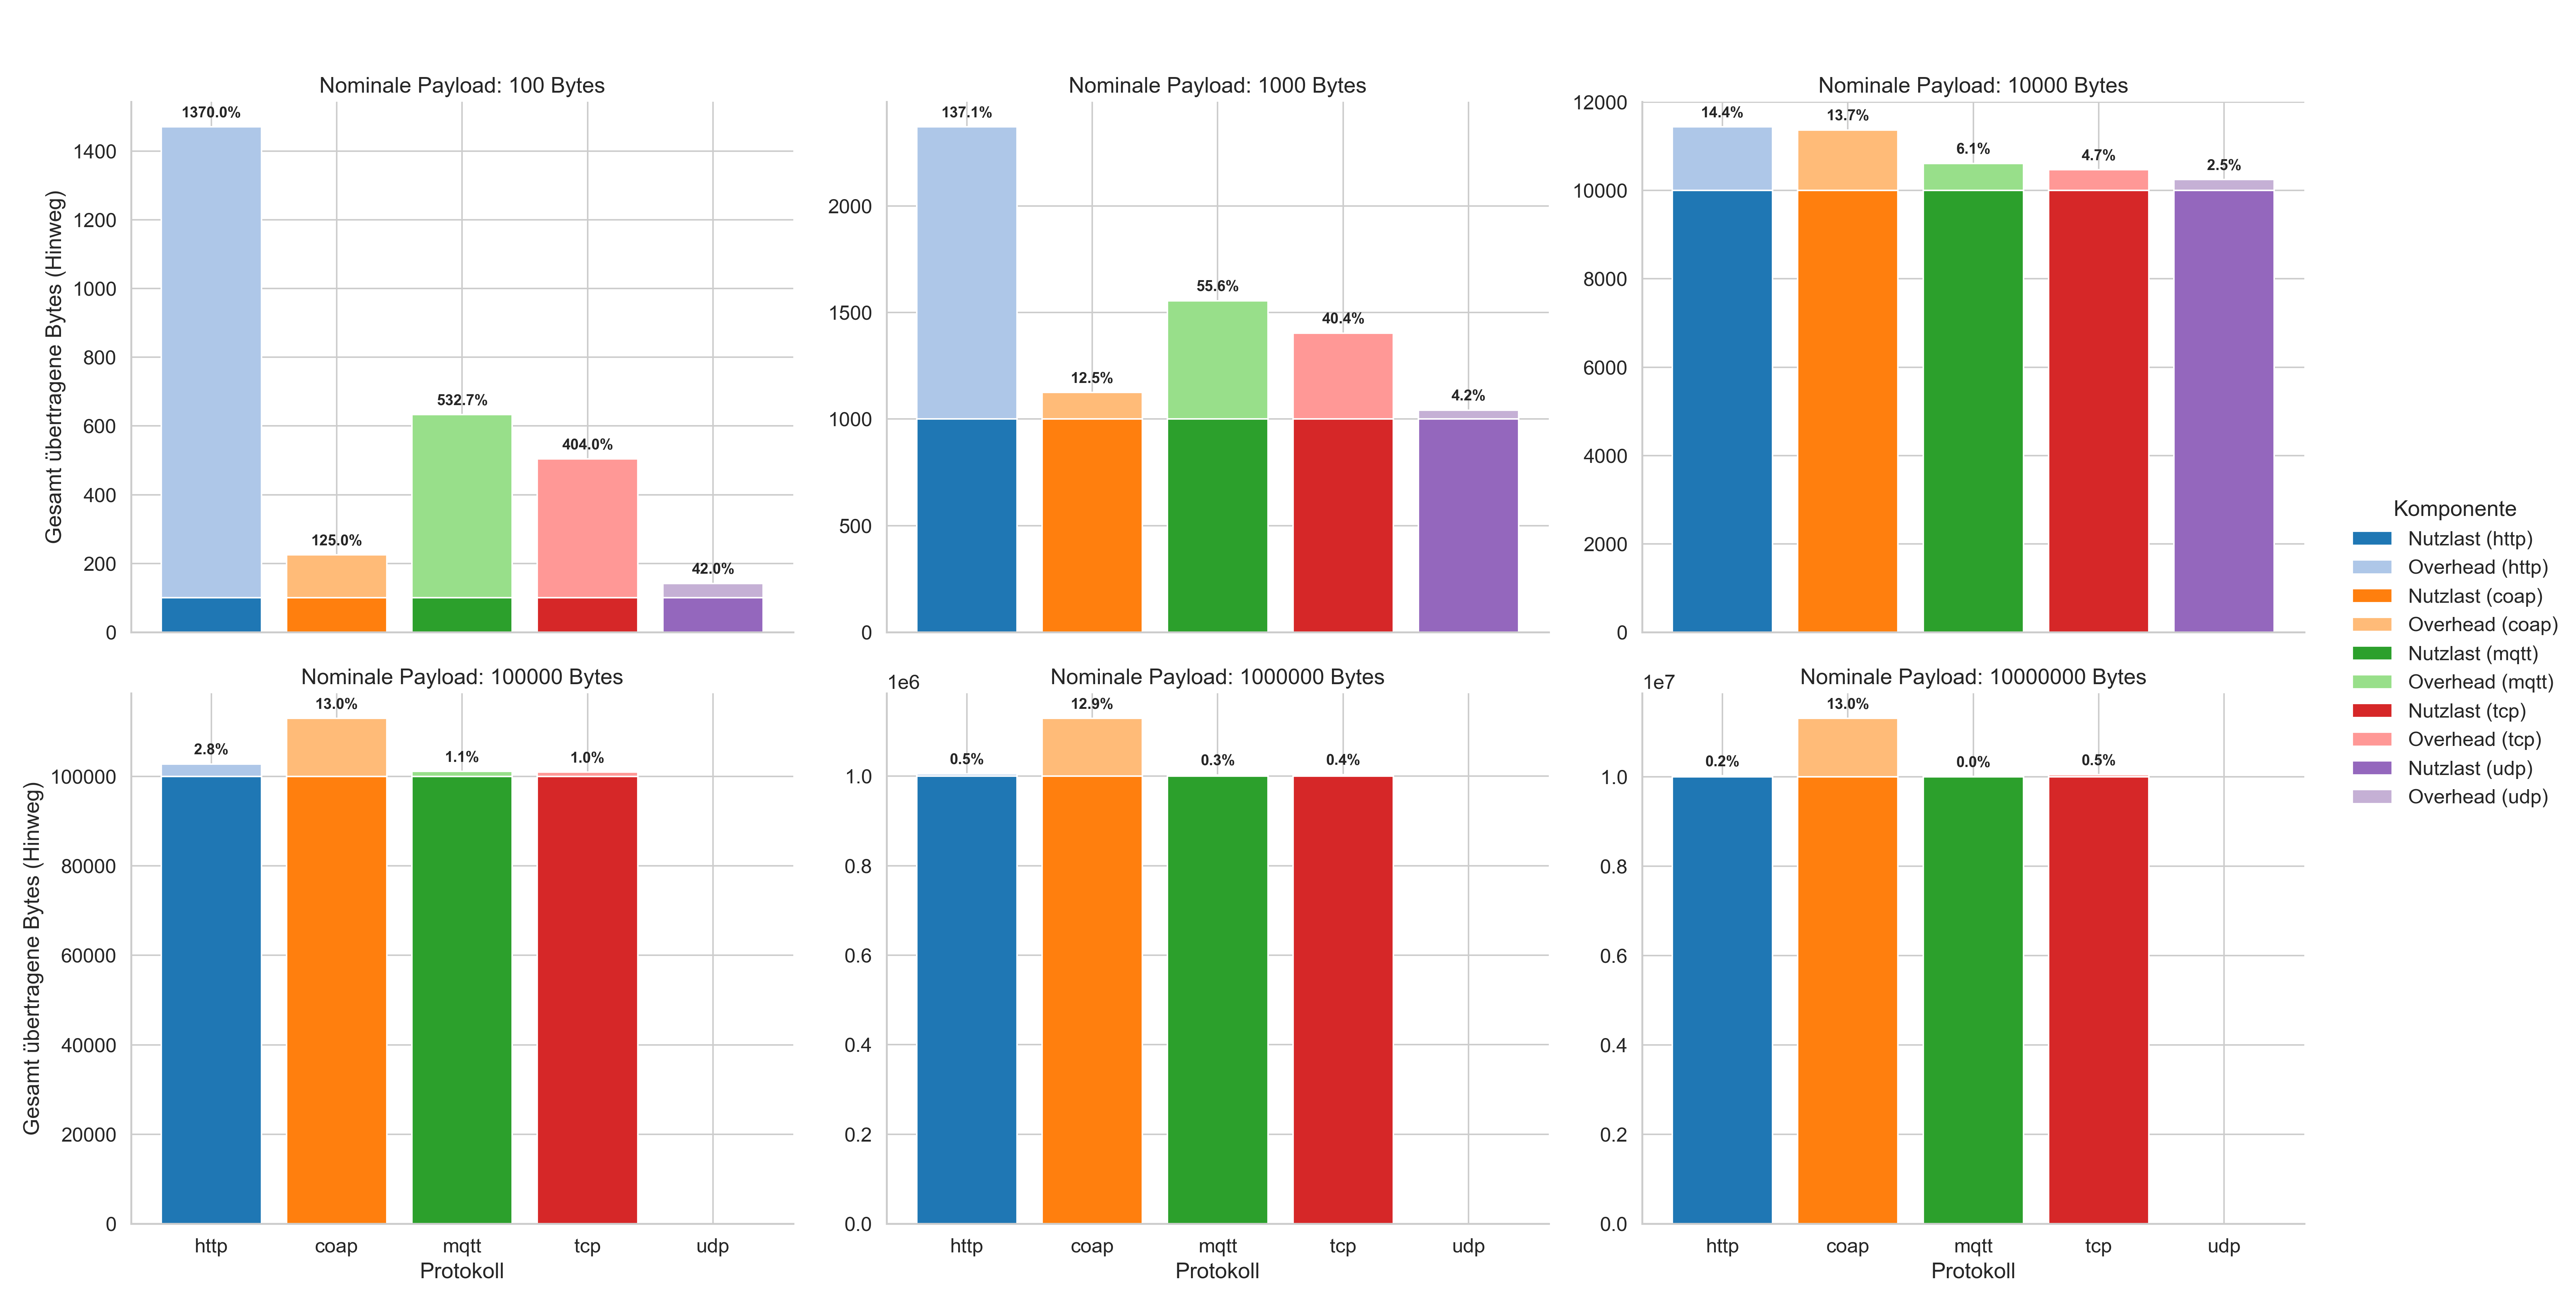 Nominale Payload: 100 Bytes
Gesamt übertragene Bytes (Hinweg)
1400
1200
1000
800
600
400
200
0
1370.0%
125.0%
532.7%
404.0%
42.0%
Nominale Payload: 1000 Bytes
2000
1500
1000
500
0
137.1%
12.5%
55.6%
40.4%
4.2%
Nominale Payload: 10000 Bytes
12000
10000
8000
6000
4000
2000
0
14.4%
13.7%
6.1%
4.7%
2.5%
Nominale Payload: 100000 Bytes
Gesamt übertragene Bytes (Hinweg)
100000
80000
60000
40000
20000
0
2.8%
13.0%
1.1%
1.0%
http coap mqtt tcp udp
Protokoll
Nominale Payload: 1000000 Bytes
1e6
1.0
0.8
0.6
0.4
0.2
0.0
0.5%
12.9%
0.3%
0.4%
http coap mqtt tcp udp
Protokoll
Nominale Payload: 10000000 Bytes
1e7
1.0
0.8
0.6
0.4
0.2
0.0
0.2%
13.0%
0.0%
0.5%
http coap mqtt tcp udp
Protokoll
Komponente
Nutzlast (http)
Overhead (http)
Nutzlast (coap)
Overhead (coap)
Nutzlast (mqtt)
Overhead (mqtt)
Nutzlast (tcp)
Overhead (tcp)
Nutzlast (udp)
Overhead (udp)